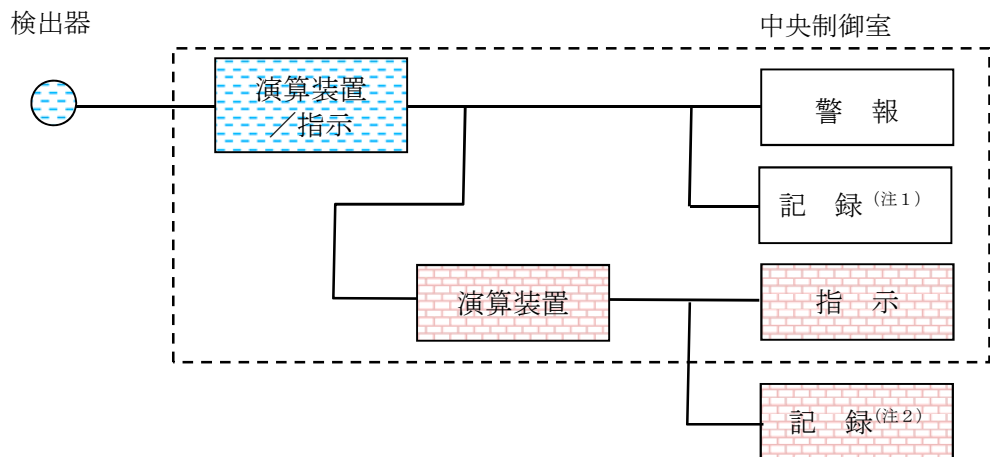 検出器
中央制御室
演算装置
／指示
警 報
記 録(注1)
演算装置
指 示
記 録(注2)